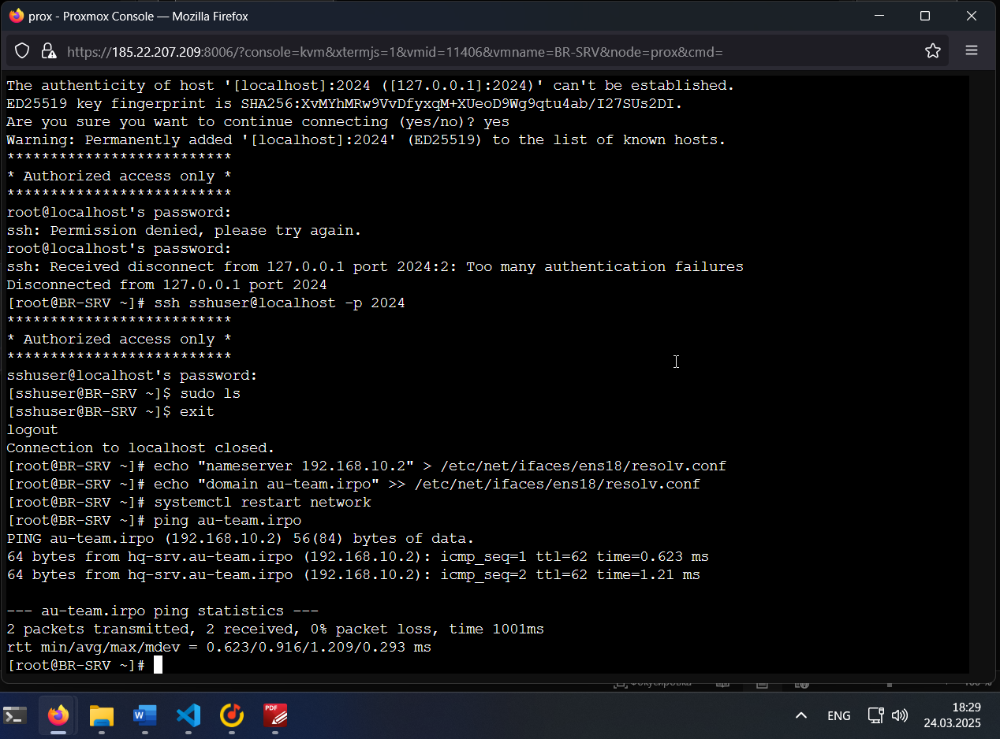 prox - Proxmox Console — Mozilla Firefox
https://185.22.207.209:8006/?console=kvm&xtermjs=1&vmid=11406&vmname=BR-SRV&node=prox&cmd=
The authenticity of host '[localhost]:2024 ([127.0.0.1]:2024)' can't be established.
ED25519 key fingerprint is SHA256:XvMYhMRw9VvDfyxqM+XUeoD9Wg9qtu4ab/I27SUs2DI.
Are you sure you want to continue connecting (yes/no)? yes
Warning: Permanently added '[localhost]:2024' (ED25519) to the list of known hosts.
**************************
* Authorized access only *
**************************
root@localhost's password:
ssh: Permission denied, please try again.
root@localhost's password:
ssh: Received disconnect from 127.0.0.1 port 2024:2: Too many authentication failures
Disconnected from 127.0.0.1 port 2024
[root@BR-SRV ~]# ssh sshuser@localhost -p 2024
**************************
* Authorized access only *
**************************
sshuser@localhost's password:
[sshuser@BR-SRV ~]$ sudo ls
[sshuser@BR-SRV ~]$ exit
logout
Connection to localhost closed.
[root@BR-SRV ~]# echo "nameserver 192.168.10.2" > /etc/net/ifaces/ens18/resolv.conf
[root@BR-SRV ~]# echo "domain au-team.irpo" >> /etc/net/ifaces/ens18/resolv.conf
[root@BR-SRV ~]# systemctl restart network
[root@BR-SRV ~]# ping au-team.irpo
PING au-team.irpo (192.168.10.2) 56(84) bytes of data.
64 bytes from hq-srv.au-team.irpo (192.168.10.2): icmp_seq=1 ttl=62 time=0.623 ms
64 bytes from hq-srv.au-team.irpo (192.168.10.2): icmp_seq=2 ttl=62 time=1.21 ms
--- au-team.irpo ping statistics ---
2 packets transmitted, 2 received, 0% packet loss, time 1001ms
rtt min/avg/max/mdev = 0.623/0.916/1.209/0.293 ms
[root@BR-SRV ~]#
W
PDF
ENG
18:29
24.03.2025